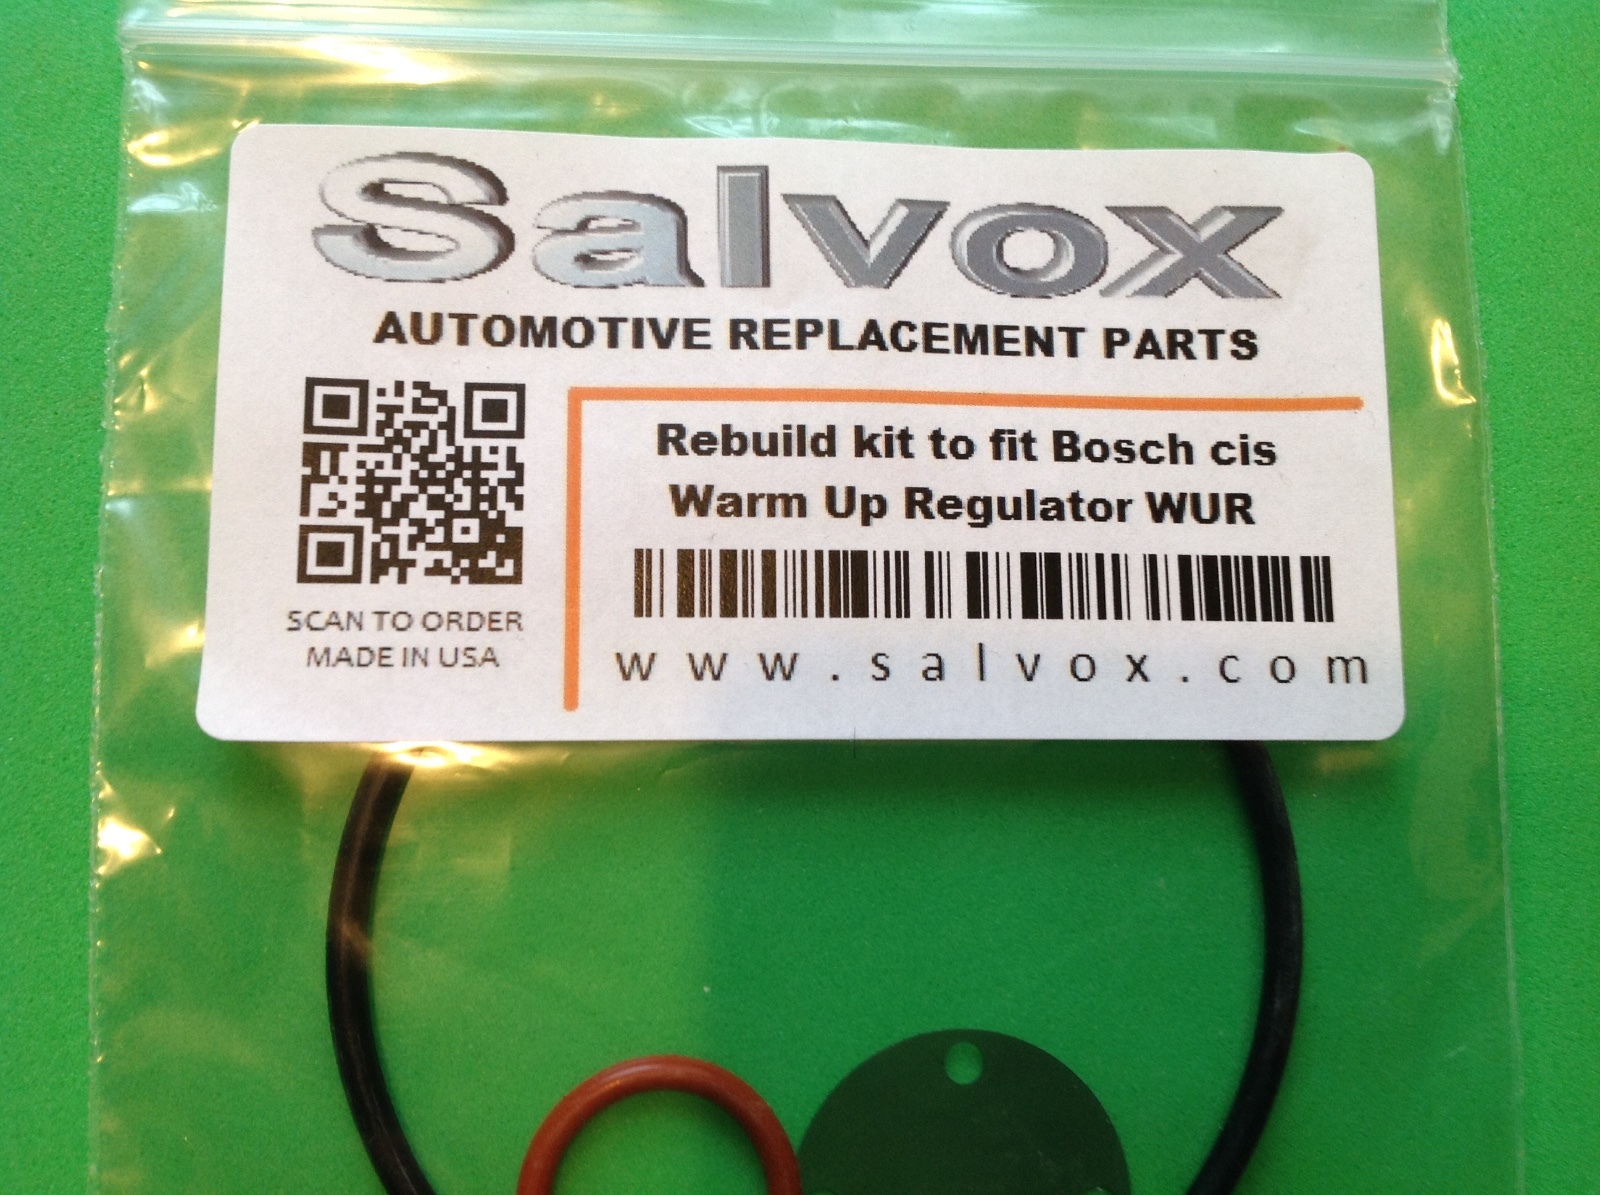 Salvox
AUTOMOTIVE REPLACEMENT PARTS
Rebuild kit to fit Bosch cis
Warm Up Regulator WUR
www.salvox.com
SCAN TO ORDER
MADE IN USA